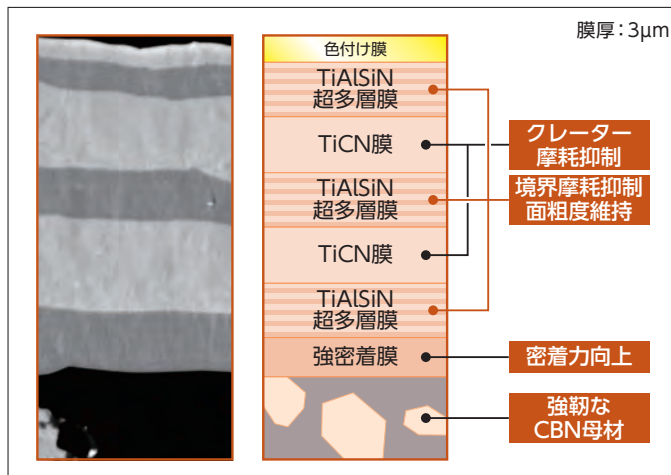 膜厚：3μm
色付け膜
TiAlSiN
超多層膜
TiCN膜
TiAlSiN
超多層膜
TiCN膜
TiAlSiN
超多層膜
強密着膜
クレーター
摩耗抑制
境界摩耗抑制
面粗度維持
密着力向上
強靭な
CBN母材